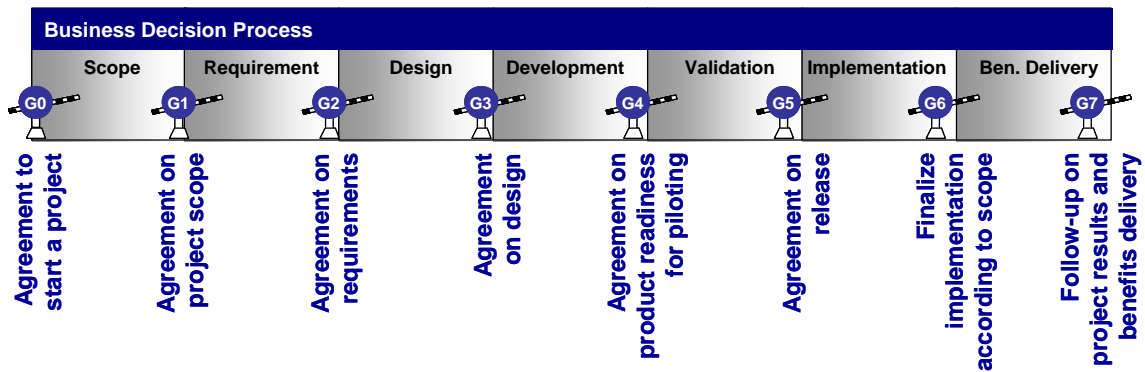 Business Decision Process
Scope
Requirement
Design
Development
Validation
Implementation
Ben. Delivery
G0
G1
G2
G3
G4
G5
G6
G7
Agreement to
start a project
Agreement on
project scope
Agreement on
requirements
Agreement
on design
Agreement on
product readiness
for piloting
Agreement on
release
Finalize
implementation
according to scope
Follow-up on
project results and
benefits delivery